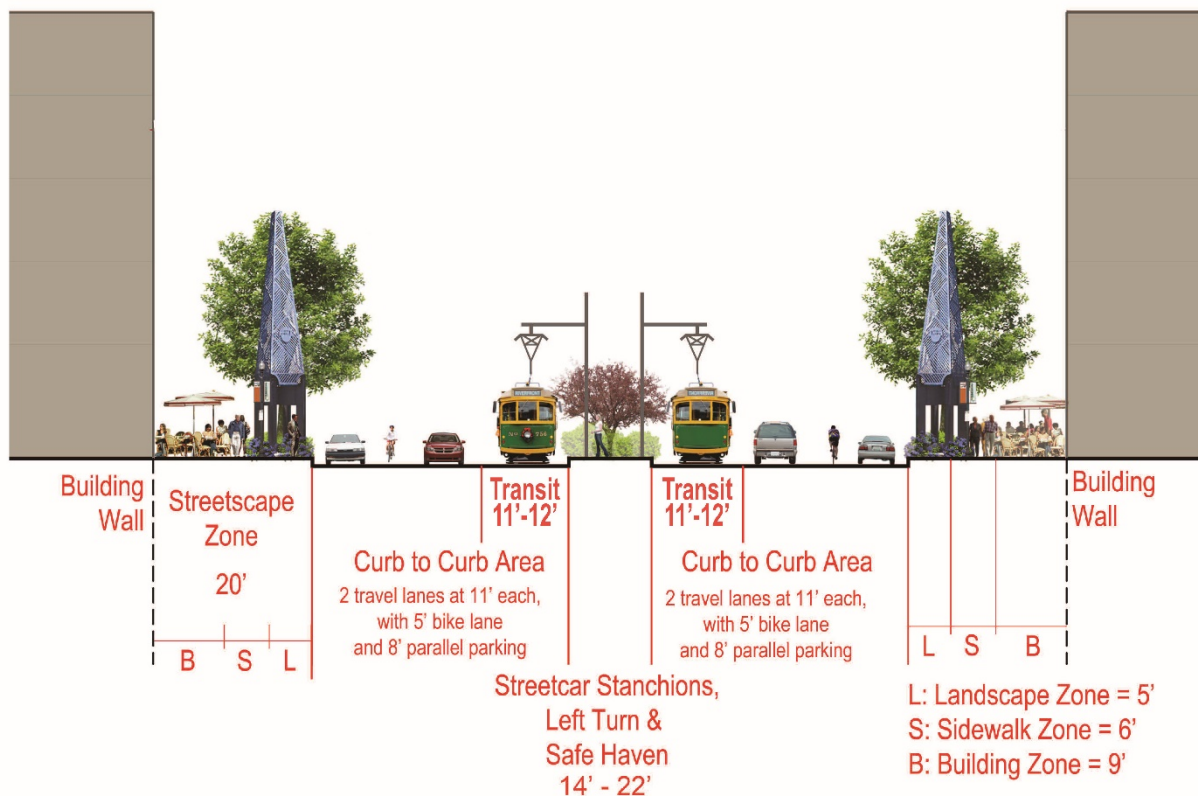 Building
Wall
Streetscape
Zone
20’
B S L
Transit
11’-12’
Curb to Curb Area
2 travel lanes at 11’ each,
with 5’ bike lane
and 8’ parallel parking
Streetcar Stanchions,
Left Turn &
Safe Haven
14’ - 22’
Transit
11’-12’
Curb to Curb Area
2 travel lanes at 11’ each,
with 5’ bike lane
and 8’ parallel parking
L S B
Building
Wall
L: Landscape Zone = 5’
S: Sidewalk Zone = 6’
B: Building Zone = 9’